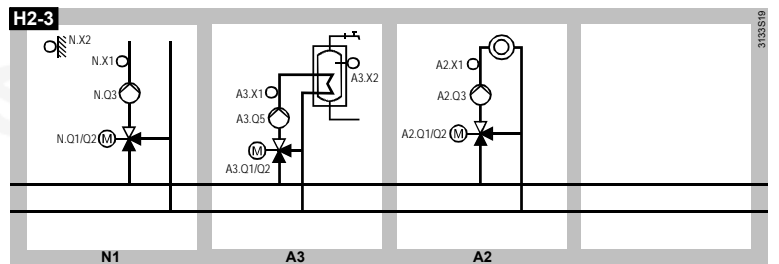 H2-3
3133S19
N.X2
N.X1
N.Q3
N.Q1/Q2
M
A3.X2
A3.X1
A3.Q5
M
A3.Q1/Q2
A2.X1
A2.Q3
A2.Q1/Q2
M
N1
A3
A2